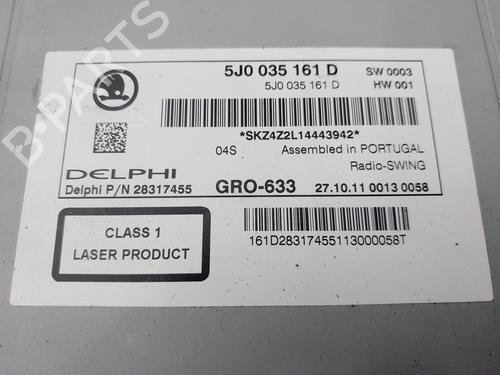 5J0 035 161 D SW 0003
5J0 035 161 D HW 001
*SKZ4Z2L14443942*
04S Assembled in PORTUGAL
Radio-SWING
DELPHI
Delphi P/N 28317455 GRO-633 27.10.11 0013 0058
CLASS 1
LASER PRODUCT
161D28317455113000058T
B-PARTS